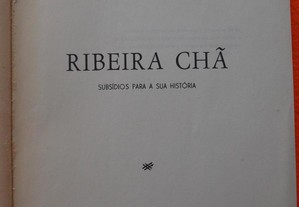 RIBEIRA CHÃ
SUBSÍDIOS PARA A SUA HISTÓRIA